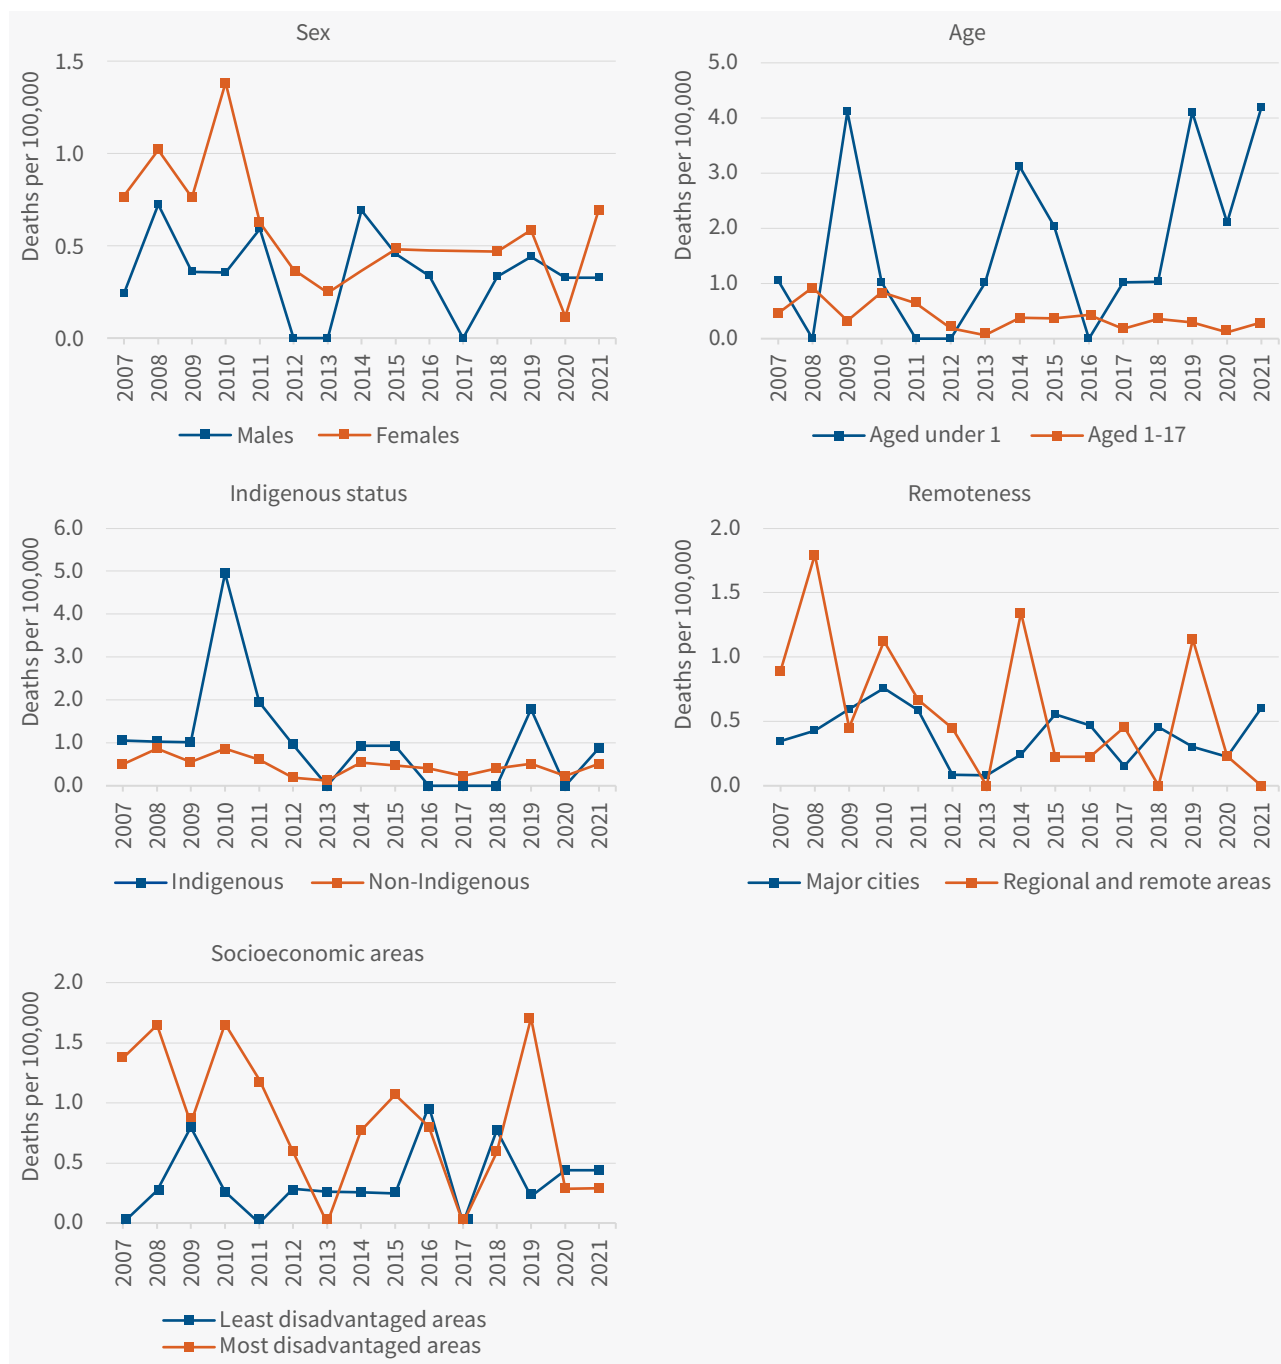 Sex
Deaths per 100,000
1.5
1.0
0.5
0.0
2007 2008 2009 2010 2011 2012 2013 2014 2015 2016 2017 2018 2019 2020 2021
Males Females
Age
Deaths per 100,000
5.0
4.0
3.0
2.0
1.0
0.0
2007 2008 2009 2010 2011 2012 2013 2014 2015 2016 2017 2018 2019 2020 2021
Aged under 1 Aged 1-17
Indigenous status
Deaths per 100,000
6.0
5.0
4.0
3.0
2.0
1.0
0.0
2007 2008 2009 2010 2011 2012 2013 2014 2015 2016 2017 2018 2019 2020 2021
Indigenous Non-Indigenous
Remoteness
Deaths per 100,000
2.0
1.5
1.0
0.5
0.0
2007 2008 2009 2010 2011 2012 2013 2014 2015 2016 2017 2018 2019 2020 2021
Major cities Regional and remote areas
Socioeconomic areas
Deaths per 100,000
2.0
1.5
1.0
0.5
0.0
2007 2008 2009 2010 2011 2012 2013 2014 2015 2016 2017 2018 2019 2020 2021
Least disadvantaged areas
Most disadvantaged areas